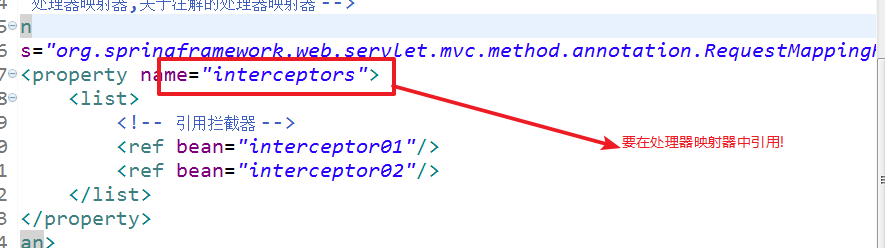 处理器映射器,关于注解的处理器映射器 -->
n
s="org.springframework.web.servlet.mvc.method.annotation.RequestMappingH
<property name="interceptors">
<list>
<!-- 引用拦截器 -->
<ref bean="interceptor01"/>
要在处理器映射器中引用!
<ref bean="interceptor02"/>
</list>
</property>
an>